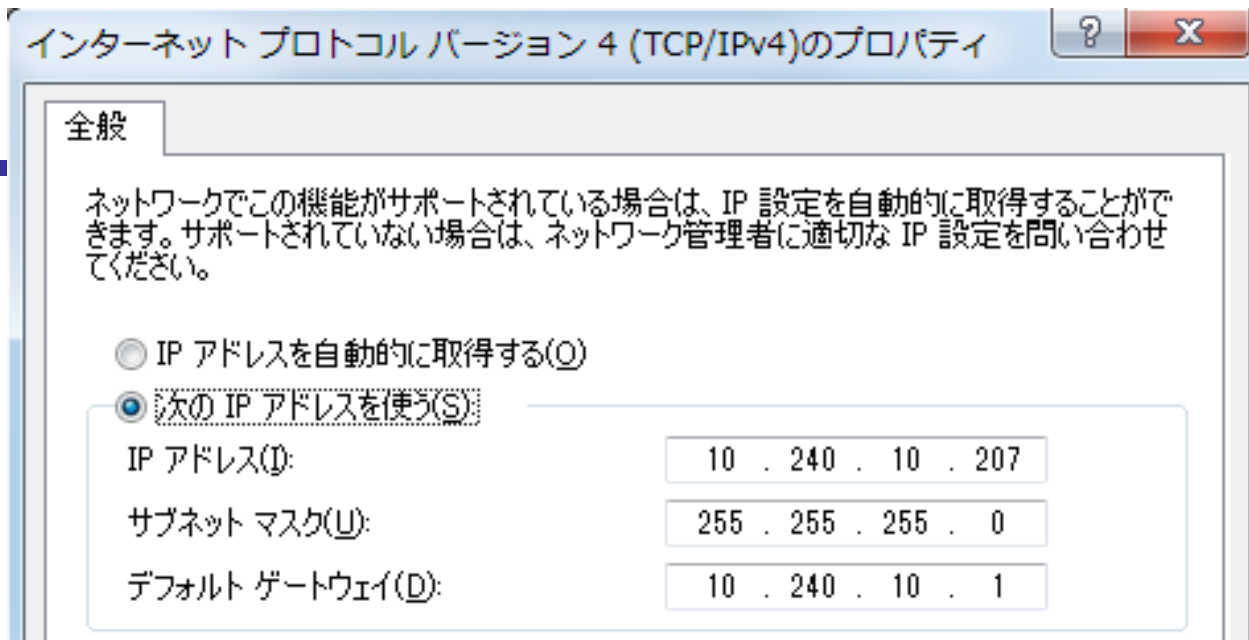 インターネット プロトコル バージョン 4 (TCP/IPv4)のプロパティ
全般
ネットワークでこの機能がサポートされている場合は、IP 設定を自動的に取得することがで
きます。サポートされていない場合は、ネットワーク管理者に適切な IP 設定を問い合わせ
てください。
IP アドレスを自動的に取得する(O)
次の IP アドレスを使う(S):
IP アドレス(I): 10 . 240 . 10 . 207
サブネット マスク(U): 255 . 255 . 255 . 0
デフォルト ゲートウェイ(D): 10 . 240 . 10 . 1